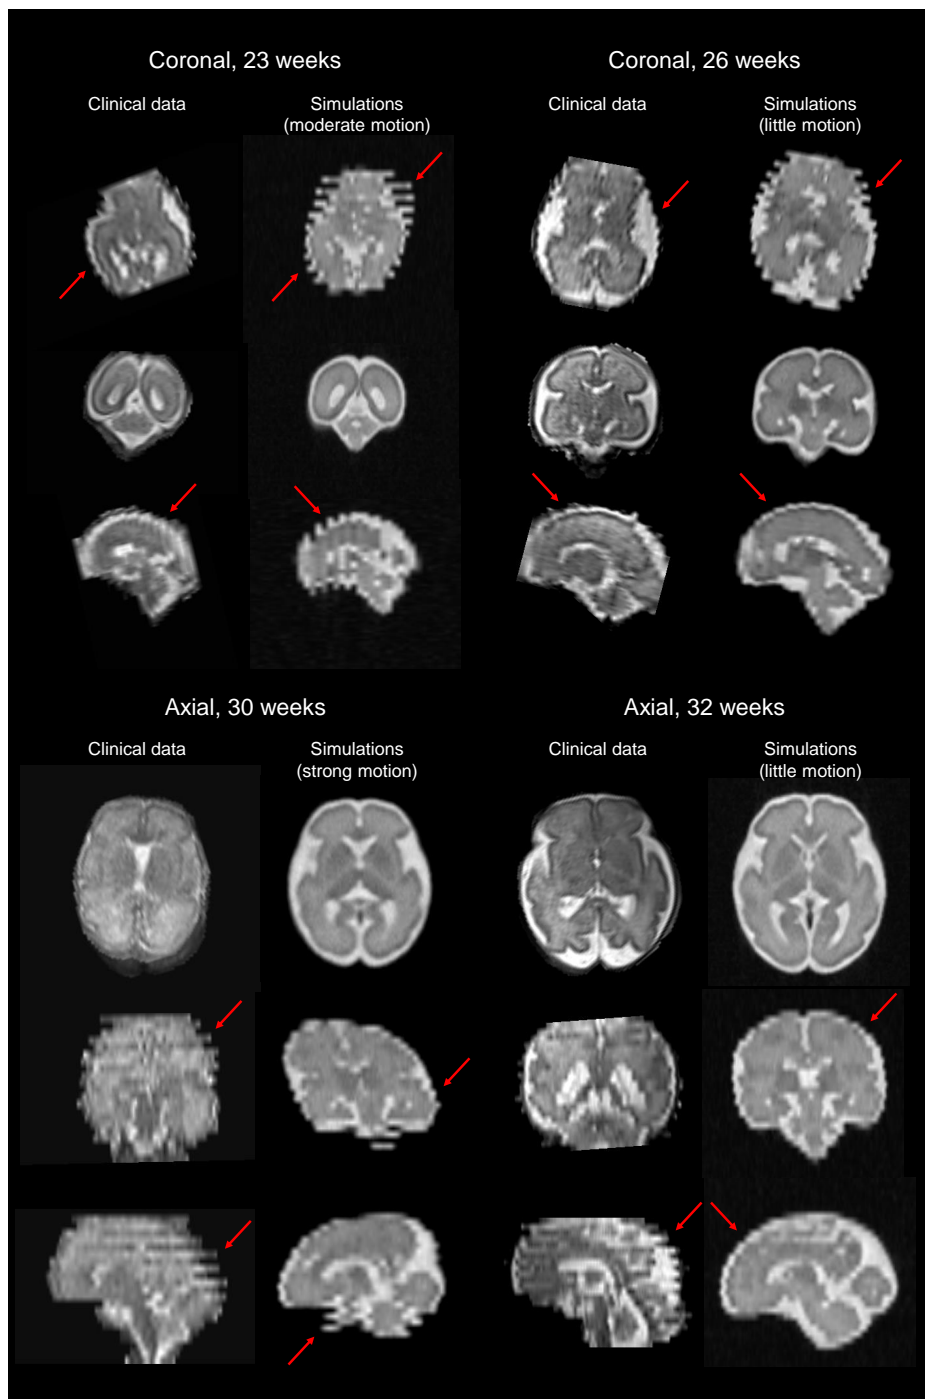 Coronal, 23 weeks
Coronal, 26 weeks
Clinical data
Simulations
(moderate motion)
Clinical data
Simulations
(little motion)
Axial, 30 weeks
Axial, 32 weeks
Clinical data
Simulations
(strong motion)
Clinical data
Simulations
(little motion)